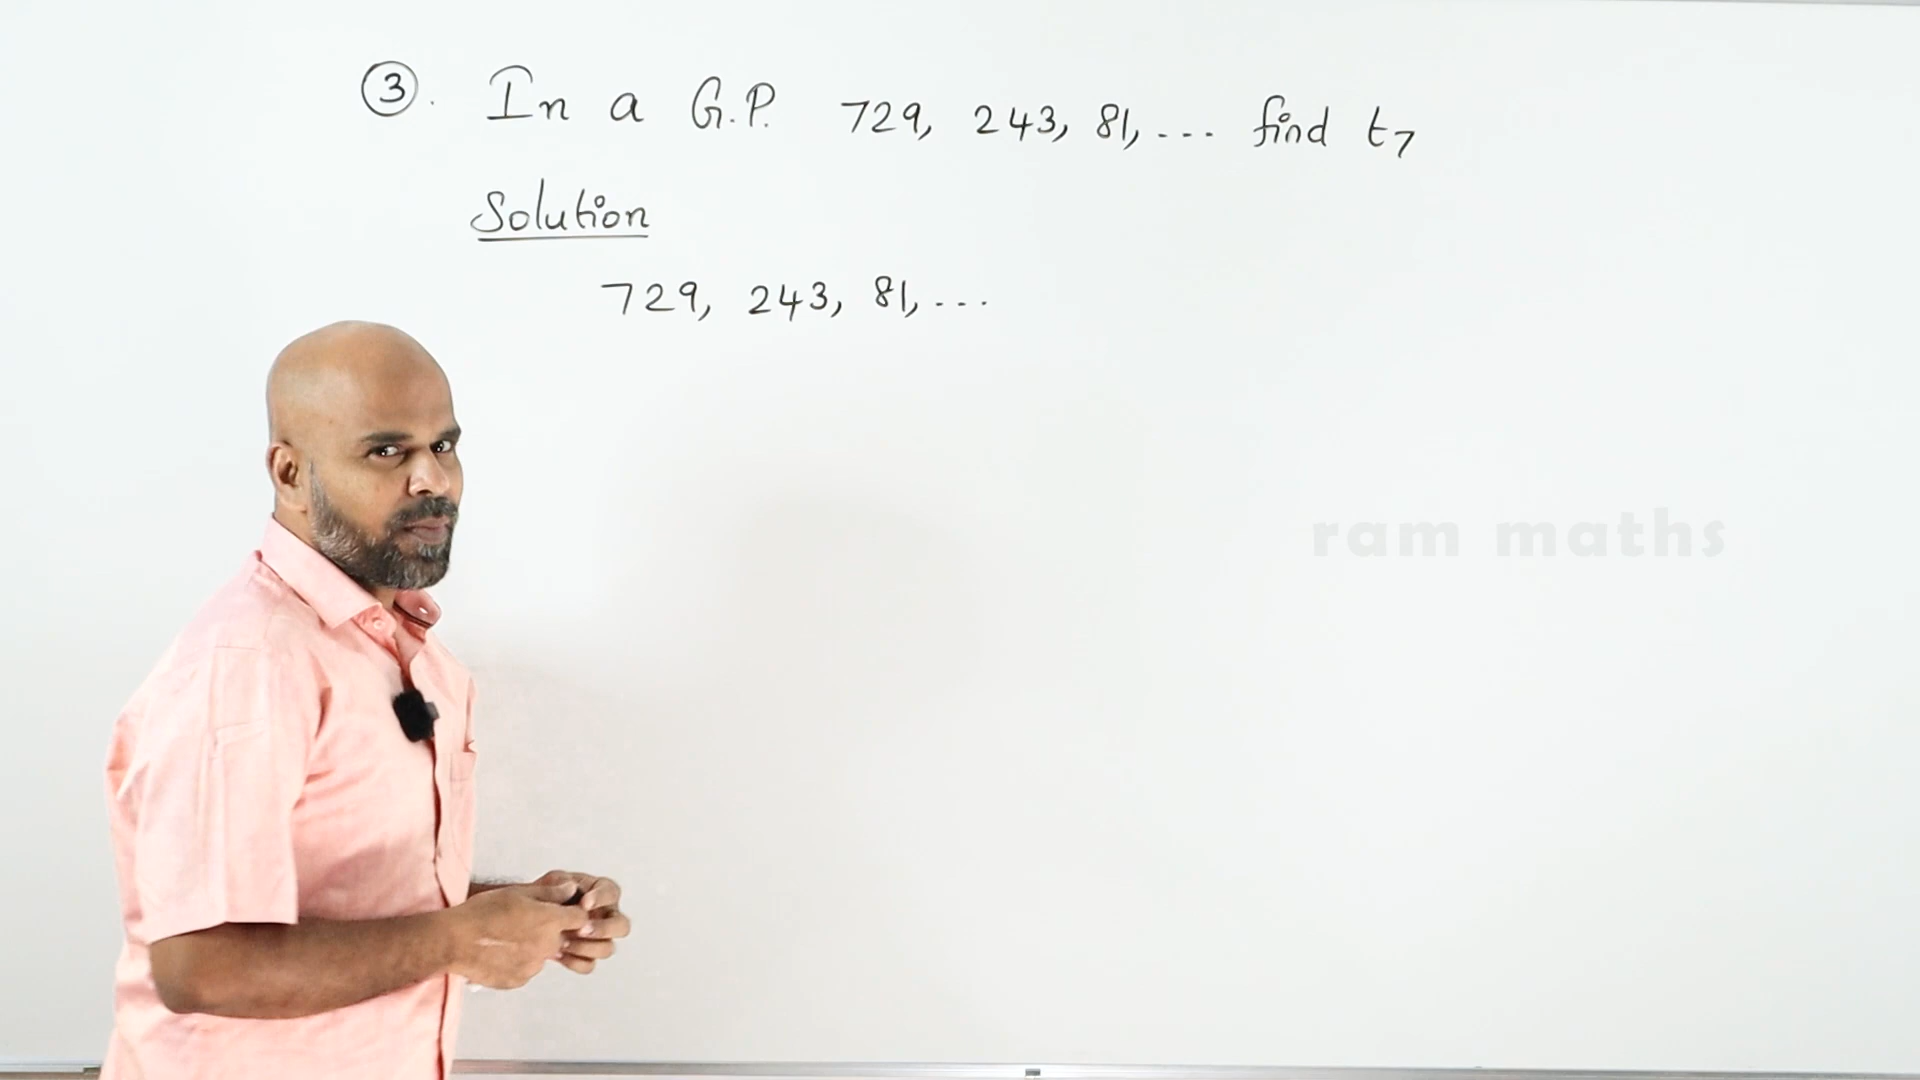 ③. In a G.P. 729, 243, 81, ... find t₇
Solution
729, 243, 81, ...
ram maths